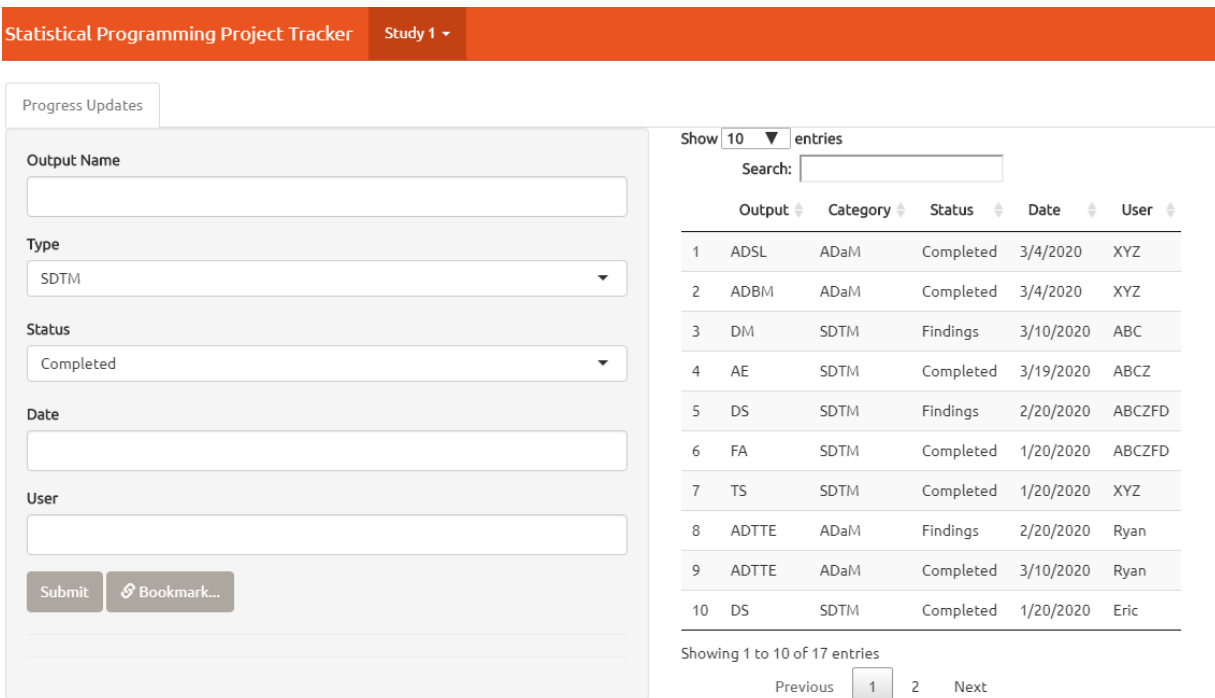 Statistical Programming Project Tracker Study 1
Progress Updates
Output Name
Type
SDTM
Status
Completed
Date
User
Submit Bookmark...
Show 10 entries
Search:
Output Category Status Date User
1 ADSL ADaM Completed 3/4/2020 XYZ
2 ADBM ADaM Completed 3/4/2020 XYZ
3 DM SDTM Findings 3/10/2020 ABC
4 AE SDTM Completed 3/19/2020 ABCZ
5 DS SDTM Findings 2/20/2020 ABCZFD
6 FA SDTM Completed 1/20/2020 ABCZFD
7 TS SDTM Completed 1/20/2020 XYZ
8 ADTTE ADaM Findings 2/20/2020 Ryan
9 ADTTE ADaM Completed 3/10/2020 Ryan
10 DS SDTM Completed 1/20/2020 Eric
Showing 1 to 10 of 17 entries
Previous 1 2 Next